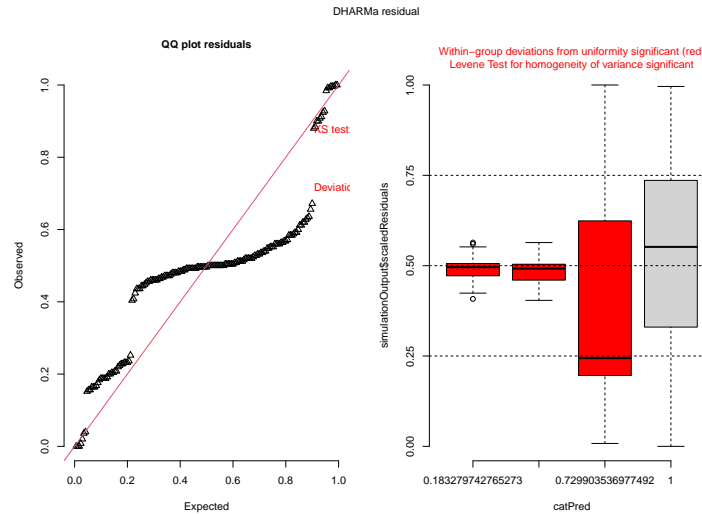 DHARMa residual
QQ plot residuals
1.0
0.8
0.6
0.4
0.2
0.0
Observed
KS test
Deviatic
0.0
0.2
0.4
0.6
0.8
1.0
Expected
Within−group deviations from uniformity significant (red
Levene Test for homogeneity of variance significant
1.00
0.75
0.50
0.25
0.00
simulationOutput$scaledResiduals
0.183279742765273
0.729903536977492
1
catPred